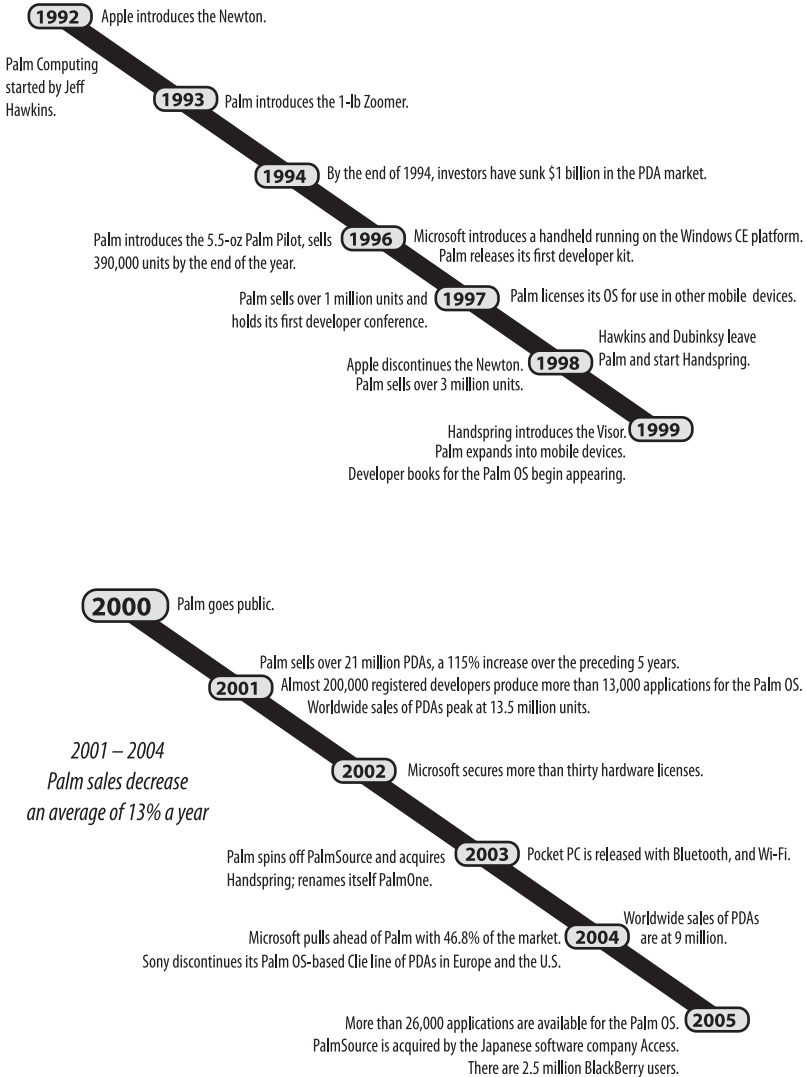 1992 Apple introduces the Newton.
Palm Computing
started by Jeff
Hawkins.
1993 Palm introduces the 1-lb Zoomer.
1994 By the end of 1994, investors have sunk $1 billion in the PDA market.
Palm introduces the 5.5-oz Palm Pilot, sells
390,000 units by the end of the year.
1996 Microsoft introduces a handheld running on the Windows CE platform.
Palm releases its first developer kit.
Palm sells over 1 million units and
holds its first developer conference.
1997 Palm licenses its OS for use in other mobile devices.
Apple discontinues the Newton.
Palm sells over 3 million units.
1998
Hawkins and Dubinksy leave
Palm and start Handspring.
Handspring introduces the Visor. 1999
Palm expands into mobile devices.
Developer books for the Palm OS begin appearing.
2000 Palm goes public.
Palm sells over 21 million PDAs, a 115% increase over the preceding 5 years.
2001 Almost 200,000 registered developers produce more than 13,000 applications for the Palm OS.
Worldwide sales of PDAs peak at 13.5 million units.
2001 – 2004
Palm sales decrease
an average of 13% a year
2002 Microsoft secures more than thirty hardware licenses.
Palm spins off PalmSource and acquires
Handspring; renames itself PalmOne.
2003 Pocket PC is released with Bluetooth, and Wi-Fi.
Microsoft pulls ahead of Palm with 46.8% of the market.
Sony discontinues its Palm OS-based Clie line of PDAs in Europe and the U.S.
2004
Worldwide sales of PDAs
are at 9 million.
More than 26,000 applications are available for the Palm OS. 2005
PalmSource is acquired by the Japanese software company Access.
There are 2.5 million BlackBerry users.